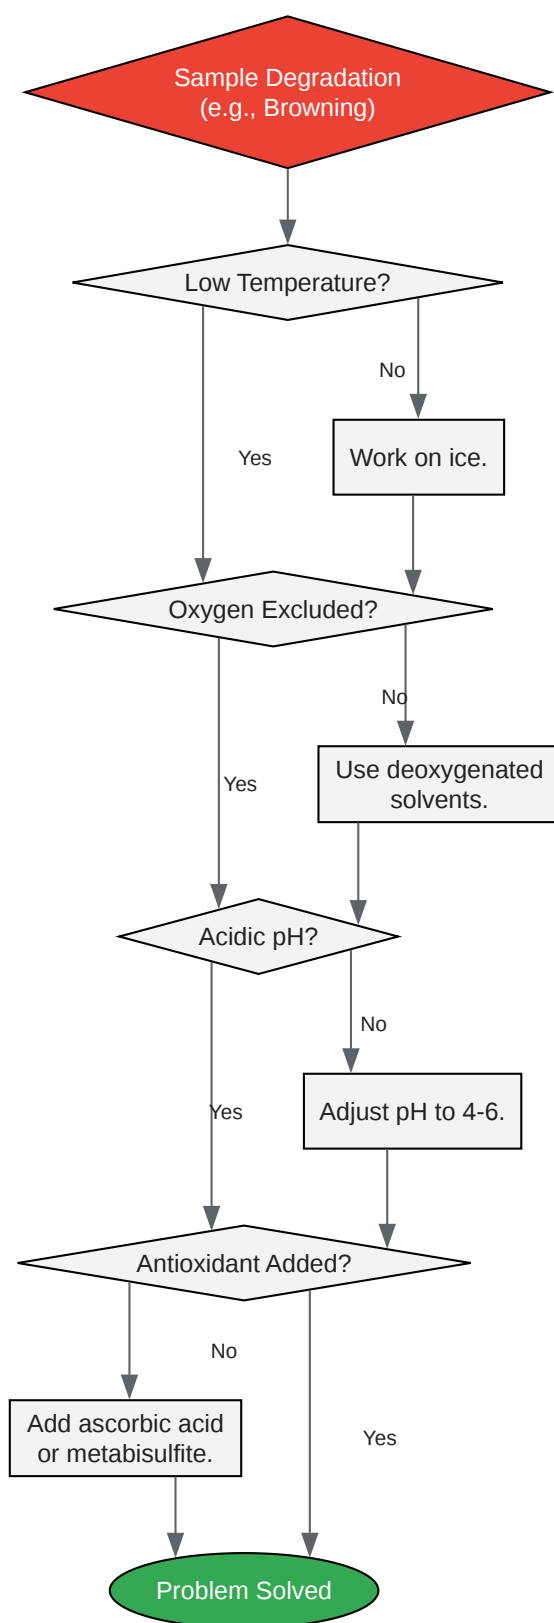 Sample Degradation
(e.g., Browning)
Low Temperature?
No
Yes
Work on ice.
Oxygen Excluded?
No
Yes
Use deoxygenated
solvents.
Acidic pH?
No
Yes
Adjust pH to 4-6.
Antioxidant Added?
No
Add ascorbic acid
or metabisulfite.
Yes
Problem Solved